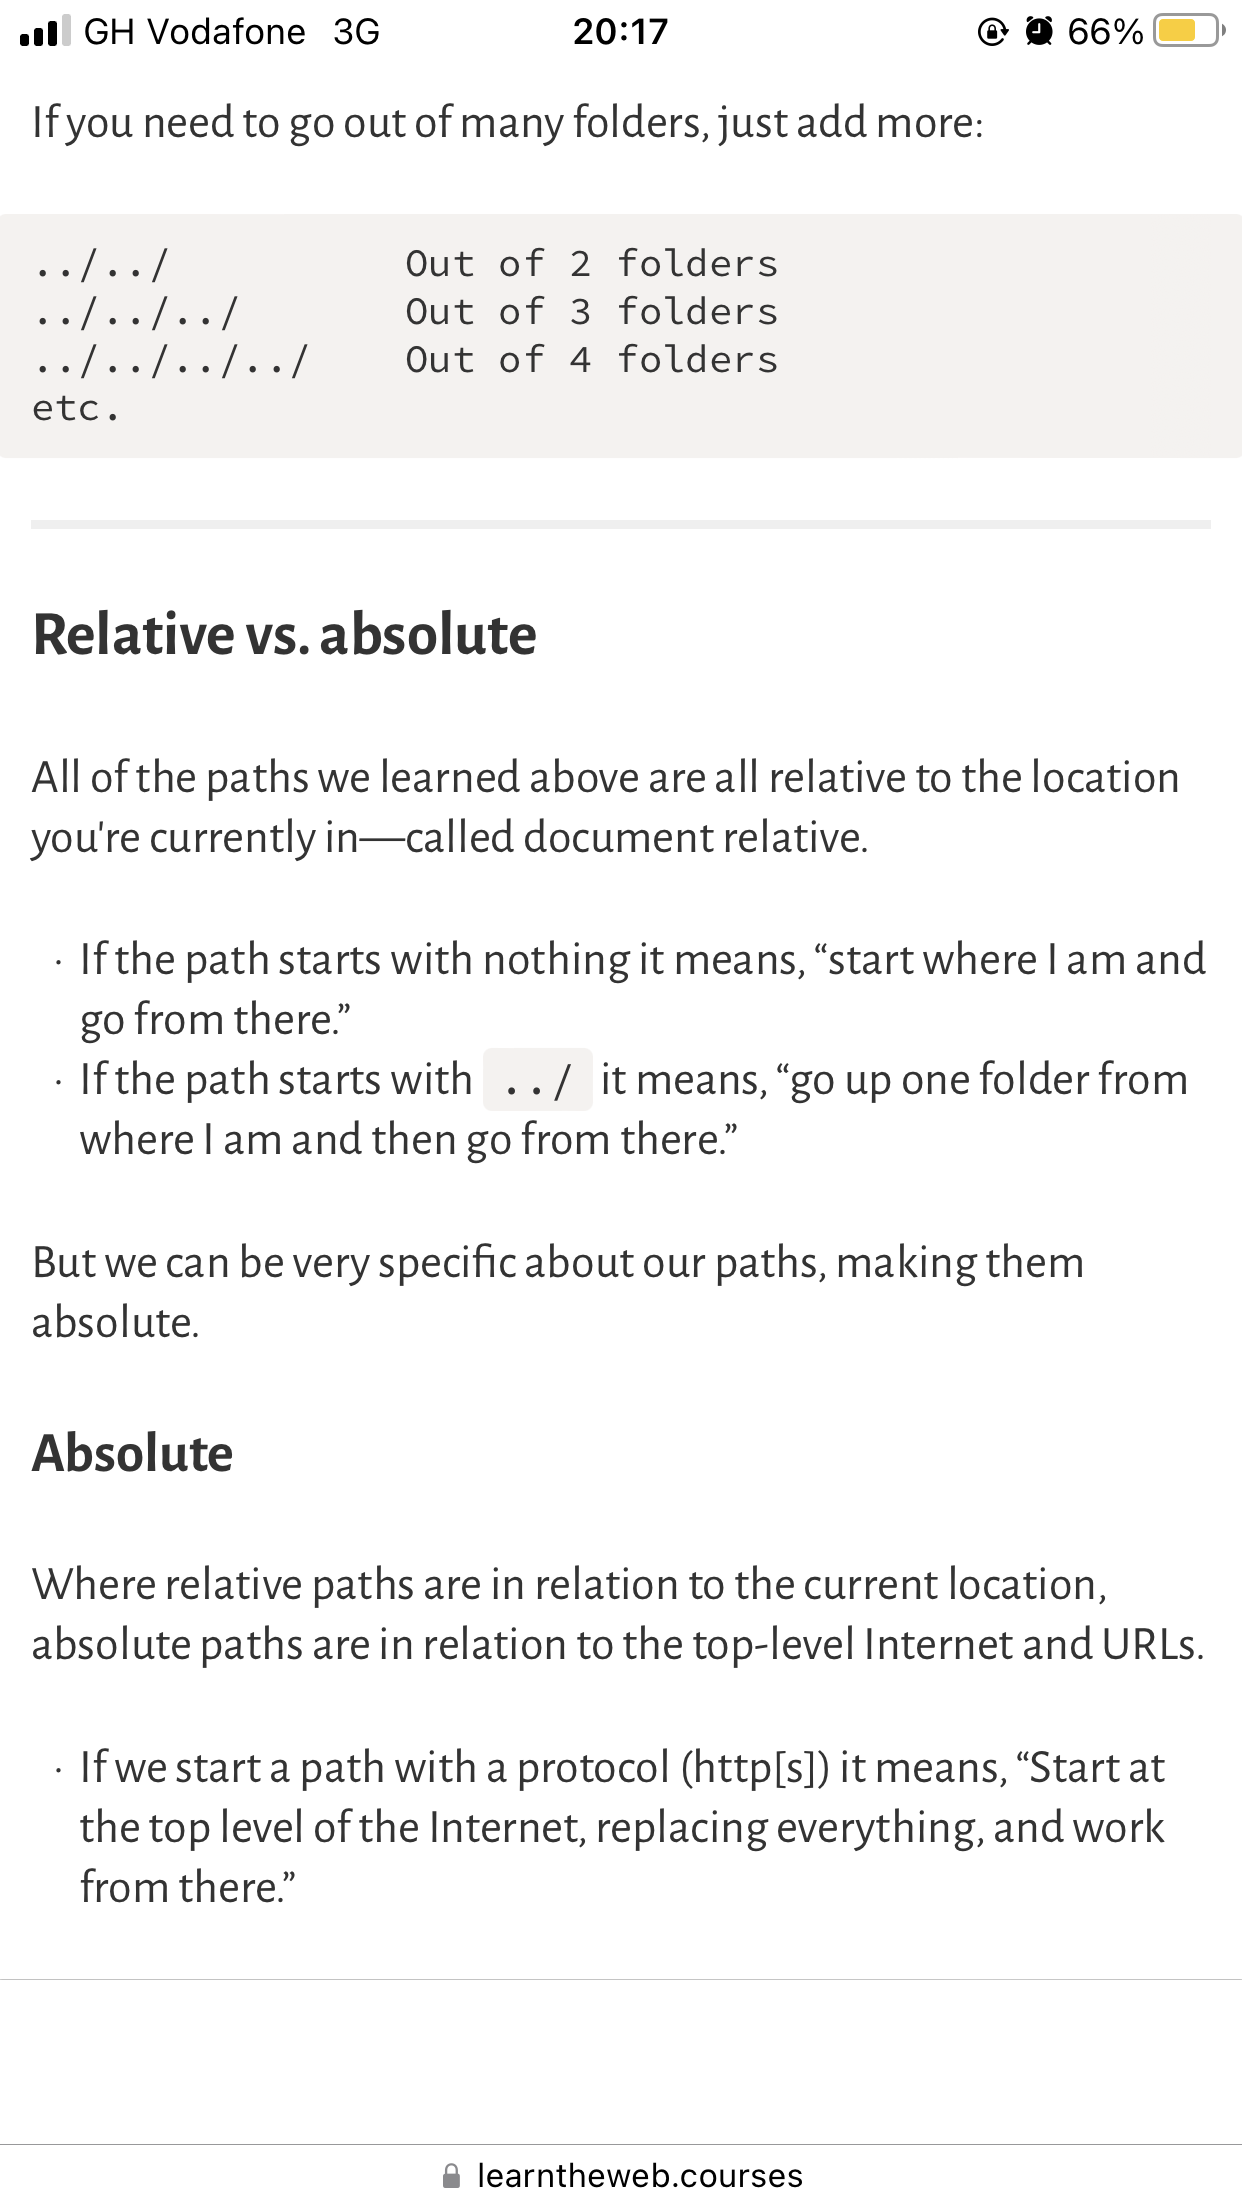 GH Vodafone 3G 20:17 66%
If you need to go out of many folders, just add more:
../../ Out of 2 folders
../../../ Out of 3 folders
../../../../ Out of 4 folders
etc.
Relative vs. absolute
All of the paths we learned above are all relative to the location
you're currently in—called document relative.
· If the path starts with nothing it means, “start where I am and
go from there.”
· If the path starts with ../ it means, “go up one folder from
where I am and then go from there.”
But we can be very specific about our paths, making them
absolute.
Absolute
Where relative paths are in relation to the current location,
absolute paths are in relation to the top-level Internet and URLs.
· If we start a path with a protocol (http[s]) it means, “Start at
the top level of the Internet, replacing everything, and work
from there.”
learntheweb.courses